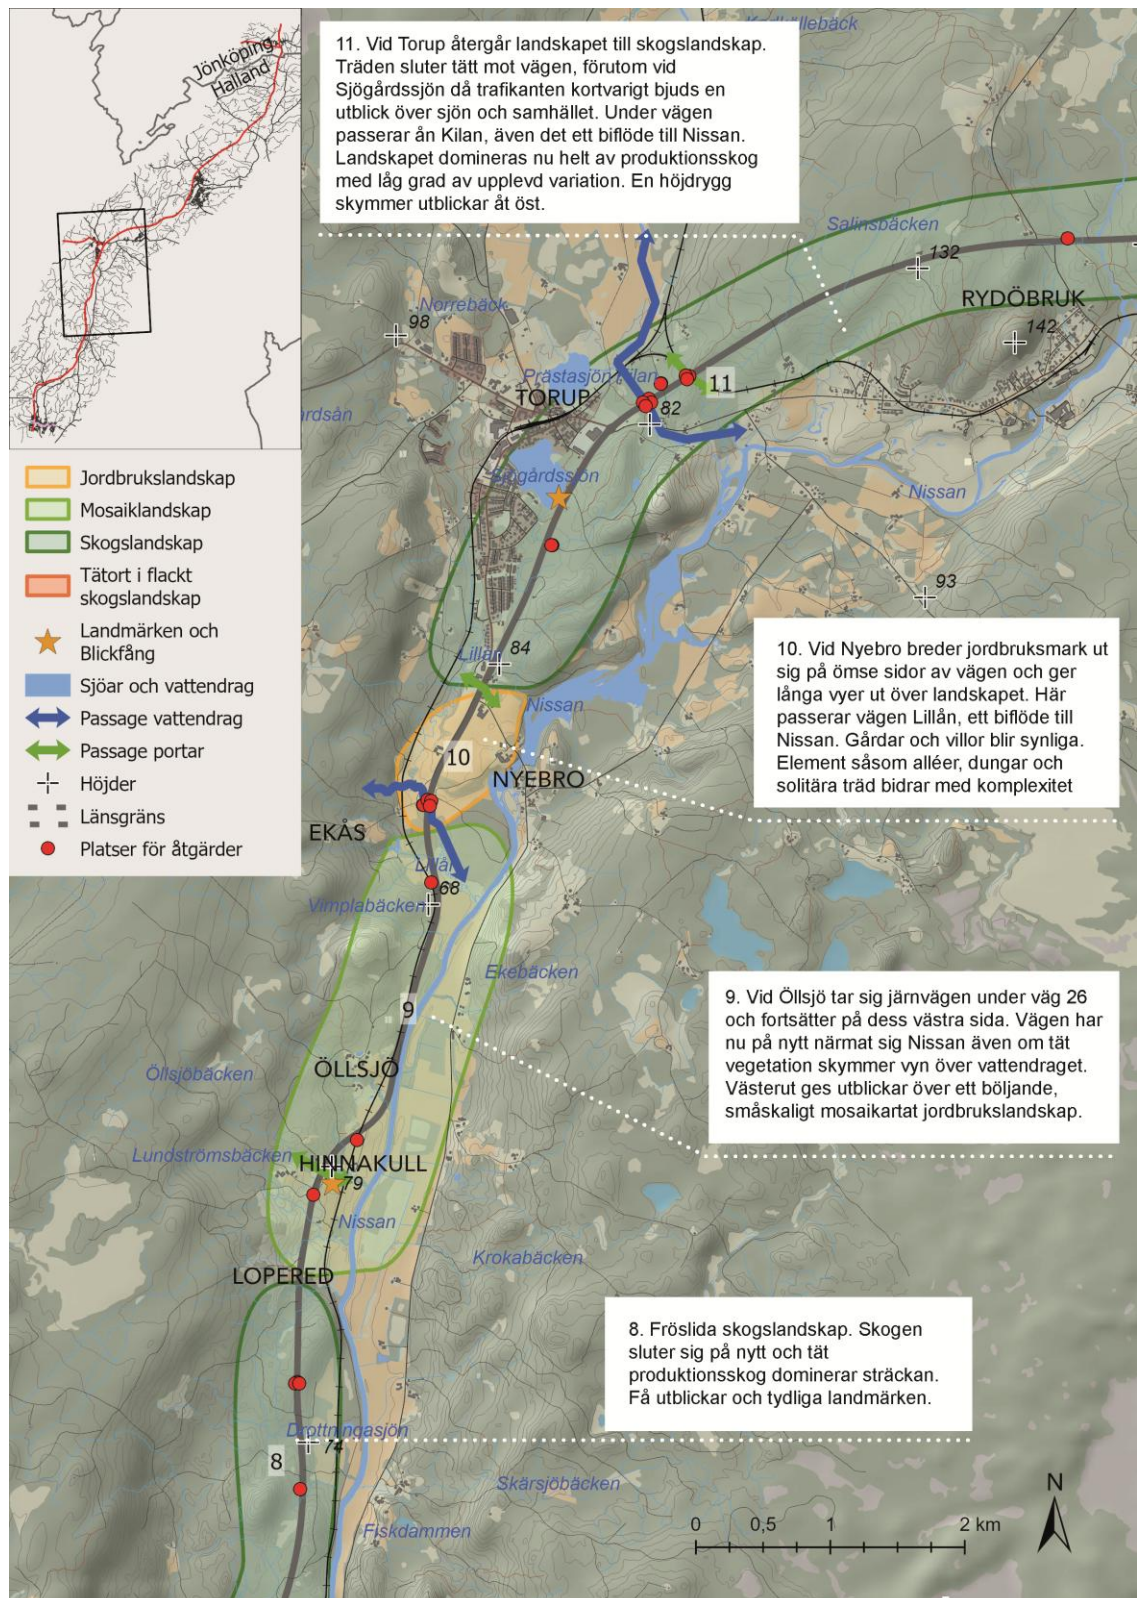 Jönköping
Halland
11. Vid Torup återgår landskapet till skogslandskap.
Träden sluter tätt mot vägen, förutom vid
Sjögårdssjön då trafikanten kortvarigt bjuds en
utblick över sjön och samhället. Under vägen
passerar ån Kilan, även det ett biflöde till Nissan.
Landskapet domineras nu helt av produktionsskog
med låg grad av upplevd variation. En höjdrygg
skymmer utblickar åt öst.
Salinsbäcken
132
RYDÖBRUK
142
Norrebäck
98
Prästasjön
Kilan
TORUP
11
82
Sjögårdssjön
Nissan
93
Jordbrukslandskap
Mosaiklandskap
Skogslandskap
Tätort i flackt
skogslandskap
Landmärken och
Blickfång
Sjöar och vattendrag
Passage vattendrag
Passage portar
Höjder
Länsgräns
Platser för åtgärder
84
Lillån
Nissan
10
NYEBRO
EKÅS
10. Vid Nyebro breder jordbruksmark ut
sig på ömse sidor av vägen och ger
långa vyer ut över landskapet. Här
passerar vägen Lillån, ett biflöde till
Nissan. Gårdar och villor blir synliga.
Element såsom alléer, dungar och
solitära träd bidrar med komplexitet
Lillån
68
Vimplabäcken
Ekebäcken
9
9. Vid Öllsjö tar sig järnvägen under väg 26
och fortsätter på dess västra sida. Vägen har
nu på nytt närmat sig Nissan även om tät
vegetation skymmer vyn över vattendraget.
Västerut ges utblickar över ett böljande,
småskaligt mosaikartat jordbrukslandskap.
ÖLLSJÖ
Öllsjöbäcken
Lundströmsbäcken
HINNAKULL
79
Nissan
Krokabäcken
LOPERED
8. Fröslida skogslandskap. Skogen
sluter sig på nytt och tät
produktionsskog dominerar sträckan.
Få utblickar och tydliga landmärken.
Drottningasjön
74
8
Skärsjöbäcken
Fiskdammen
N
0 0,5 1 2 km